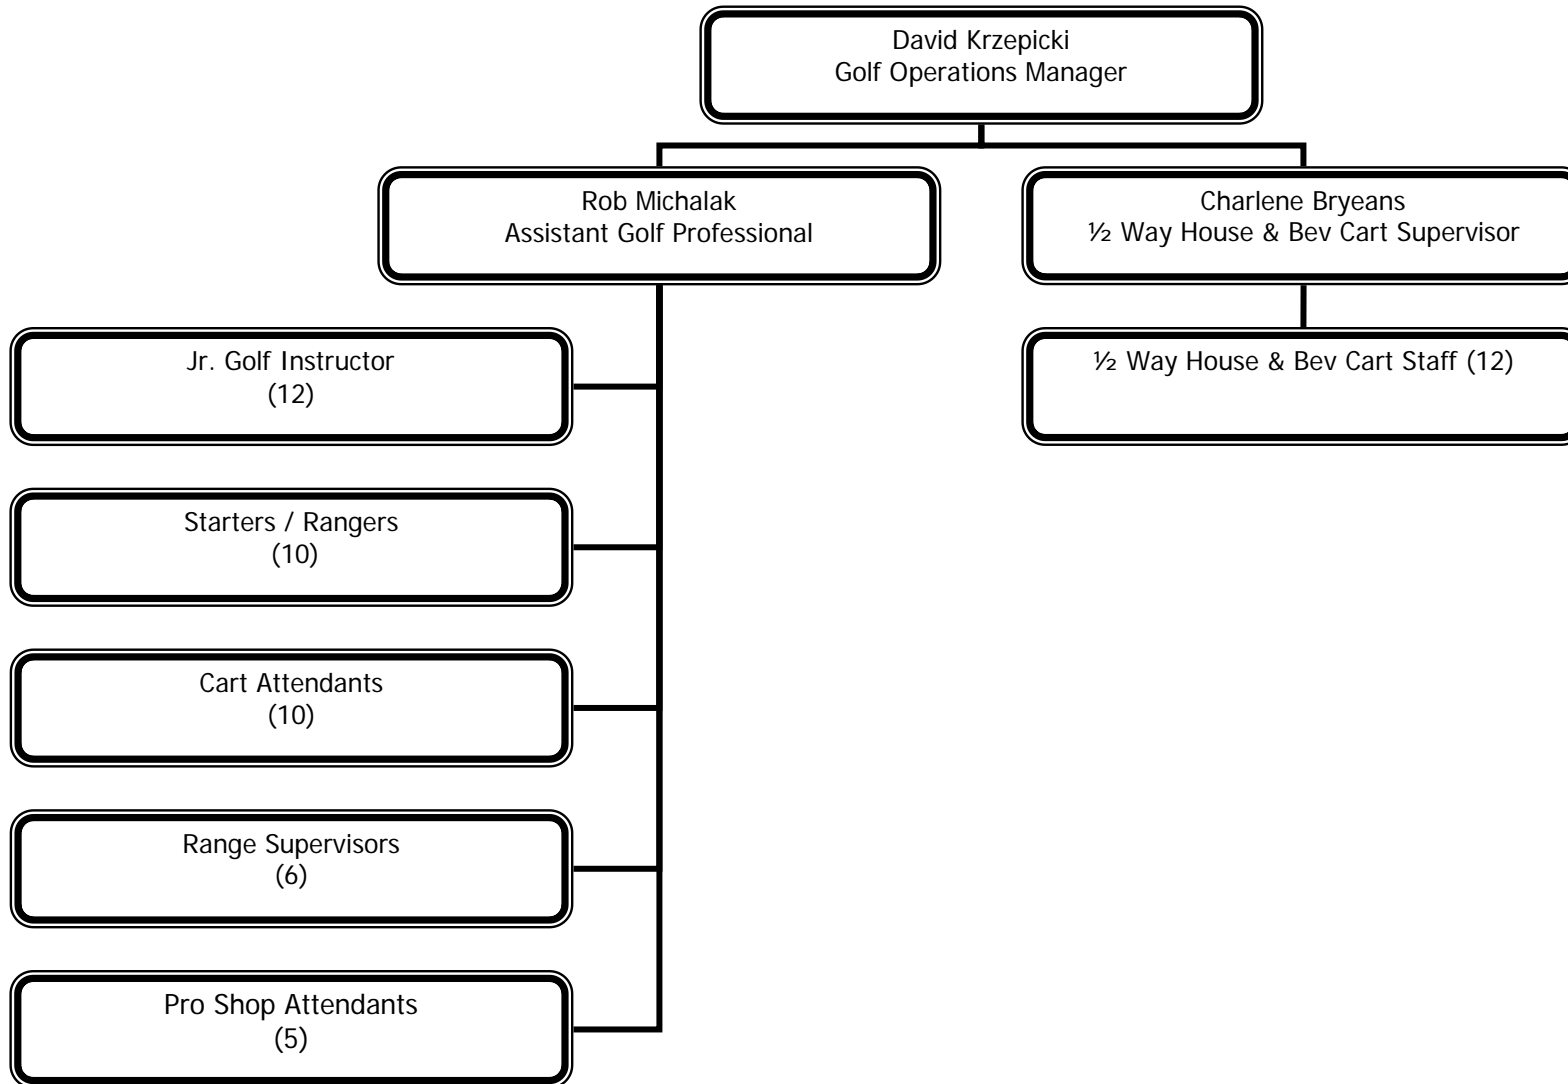 David Krzepicki
Golf Operations Manager
Rob Michalak
Assistant Golf Professional
Charlene Bryeans
½ Way House & Bev Cart Supervisor
Jr. Golf Instructor
(12)
½ Way House & Bev Cart Staff (12)
Starters / Rangers
(10)
Cart Attendants
(10)
Range Supervisors
(6)
Pro Shop Attendants
(5)